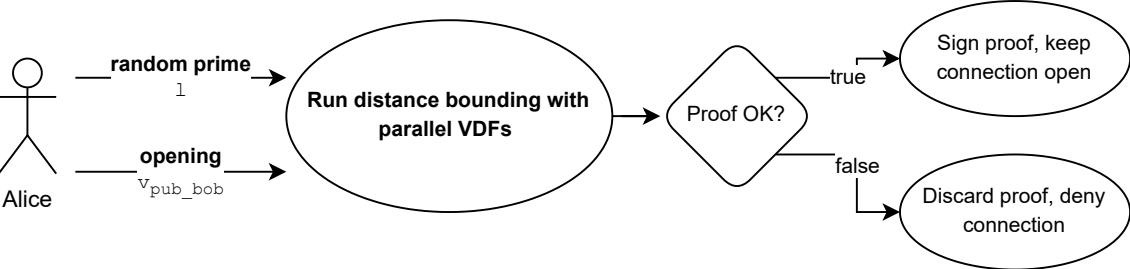 random prime
l
opening
vpub_bob
Alice
Run distance bounding with
parallel VDFs
Proof OK?
true
false
Sign proof, keep
connection open
Discard proof, deny
connection